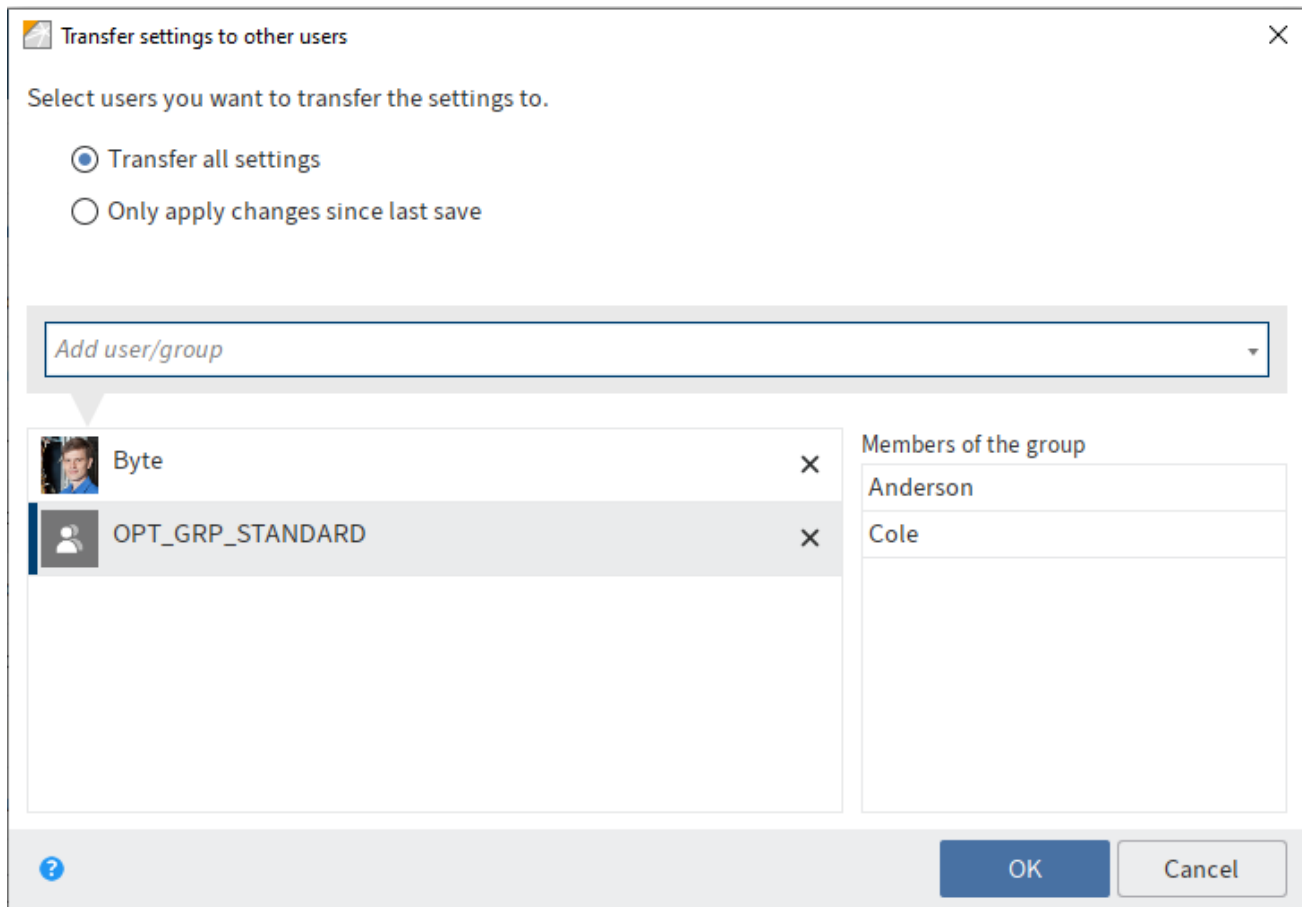 Transfer settings to other users
Select users you want to transfer the settings to.
Transfer all settings
Only apply changes since last save
Add user/group
Byte
OPT_GRP_STANDARD
Members of the group
Anderson
Cole
?
OK
Cancel